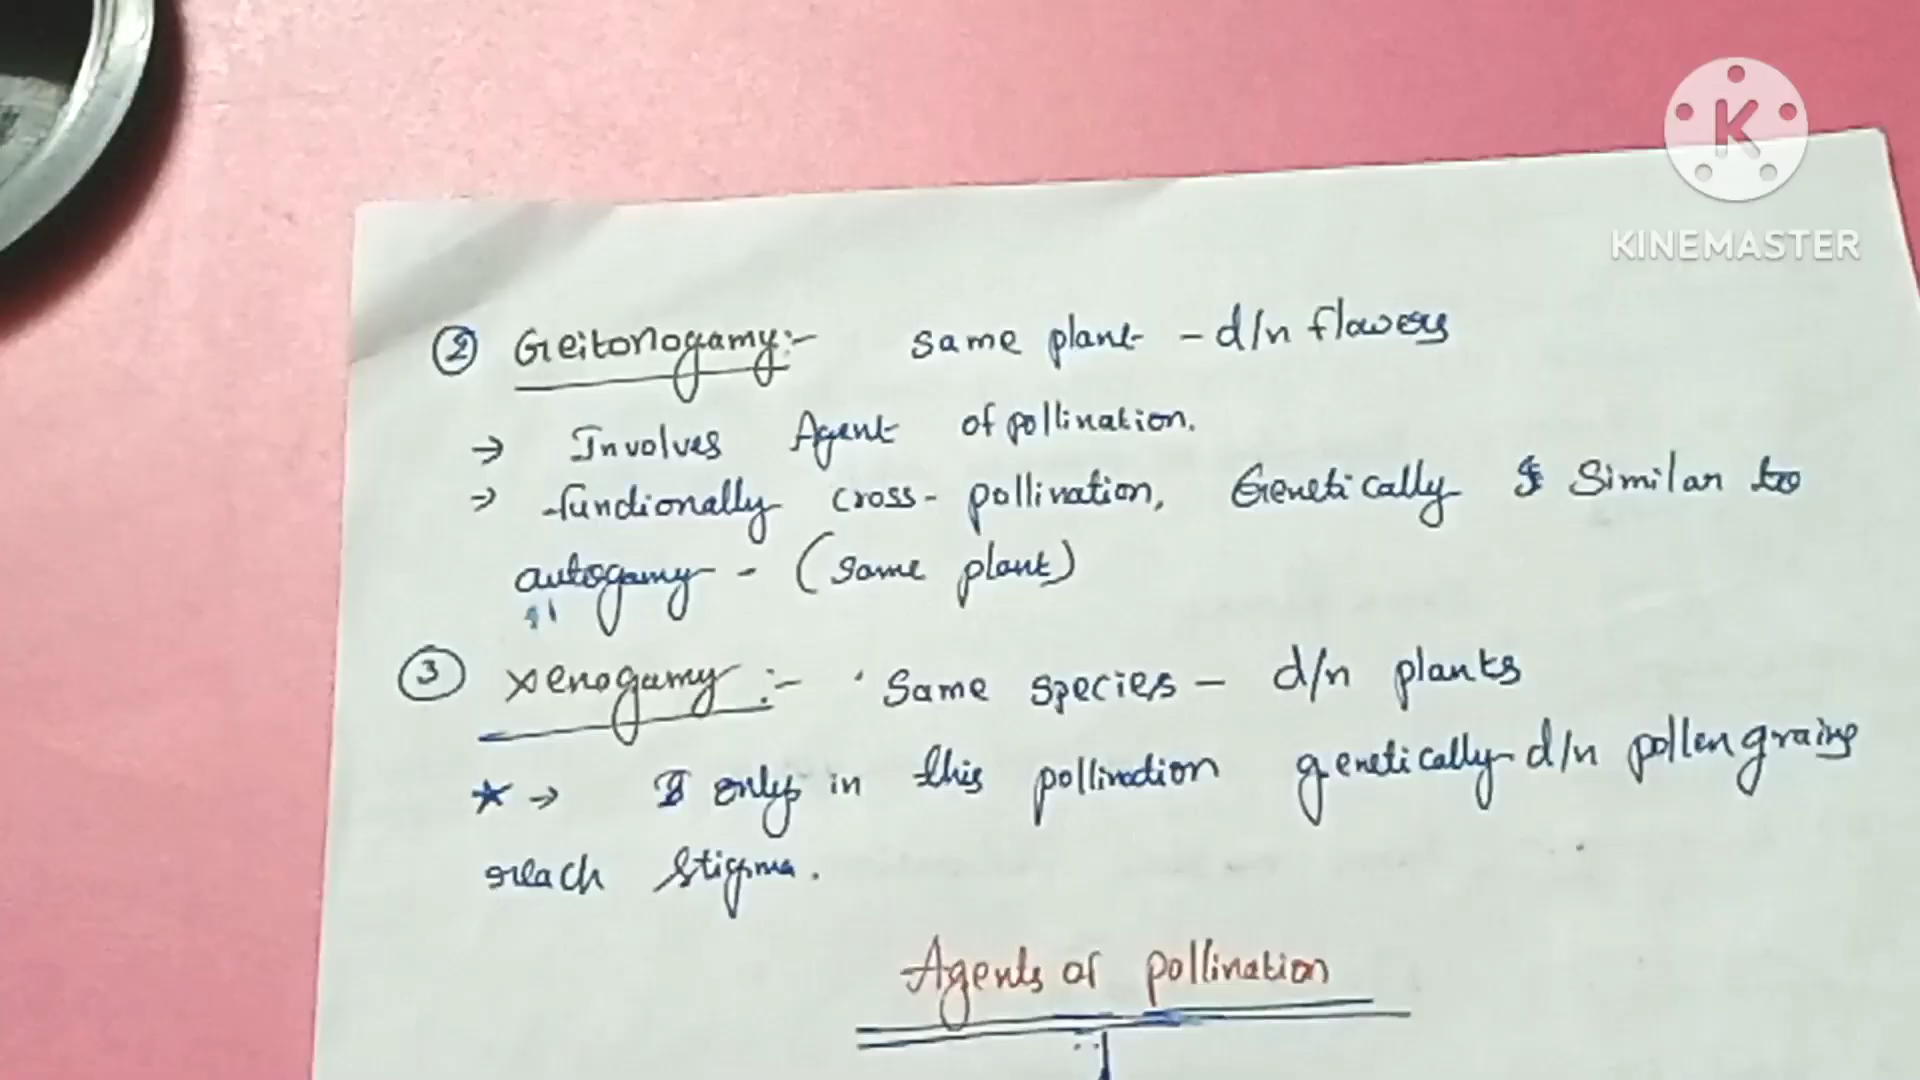 K
KINEMASTER
② Geitonogamy:- same plant - d/n flowers
→ Involves Agent of pollination.
→ functionally cross-pollination, Genetically Similar to
autogamy - (same plant)
③ Xenogamy :- Same species - d/n plants
★ → only in this pollination genetically d/n pollen grains
reach stigma.
Agents of pollination